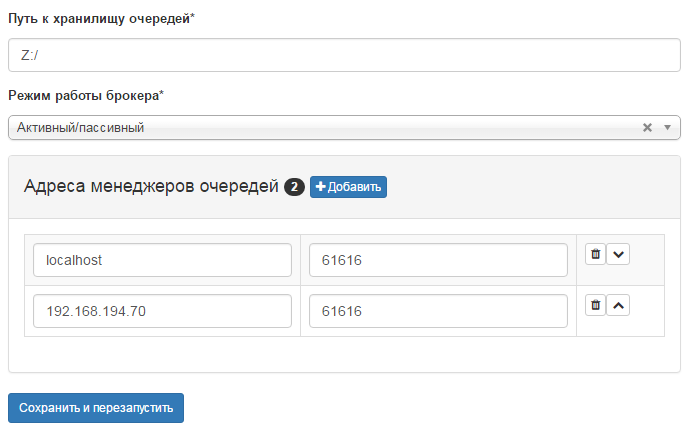 Путь к хранилищу очередей*
Z:/
Режим работы брокера*
Активный/пассивный
Адреса менеджеров очередей 2 Добавить
localhost 61616
192.168.194.70 61616
Сохранить и перезапустить